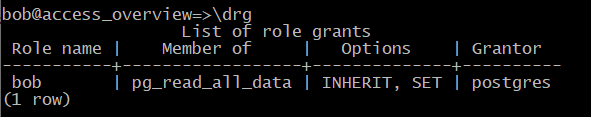 bob@access_overview=>\drg
                 List of role grants
 Role name |    Member of     |   Options    | Grantor
-----------+------------------+--------------+----------
 bob       | pg_read_all_data | INHERIT, SET | postgres
(1 row)